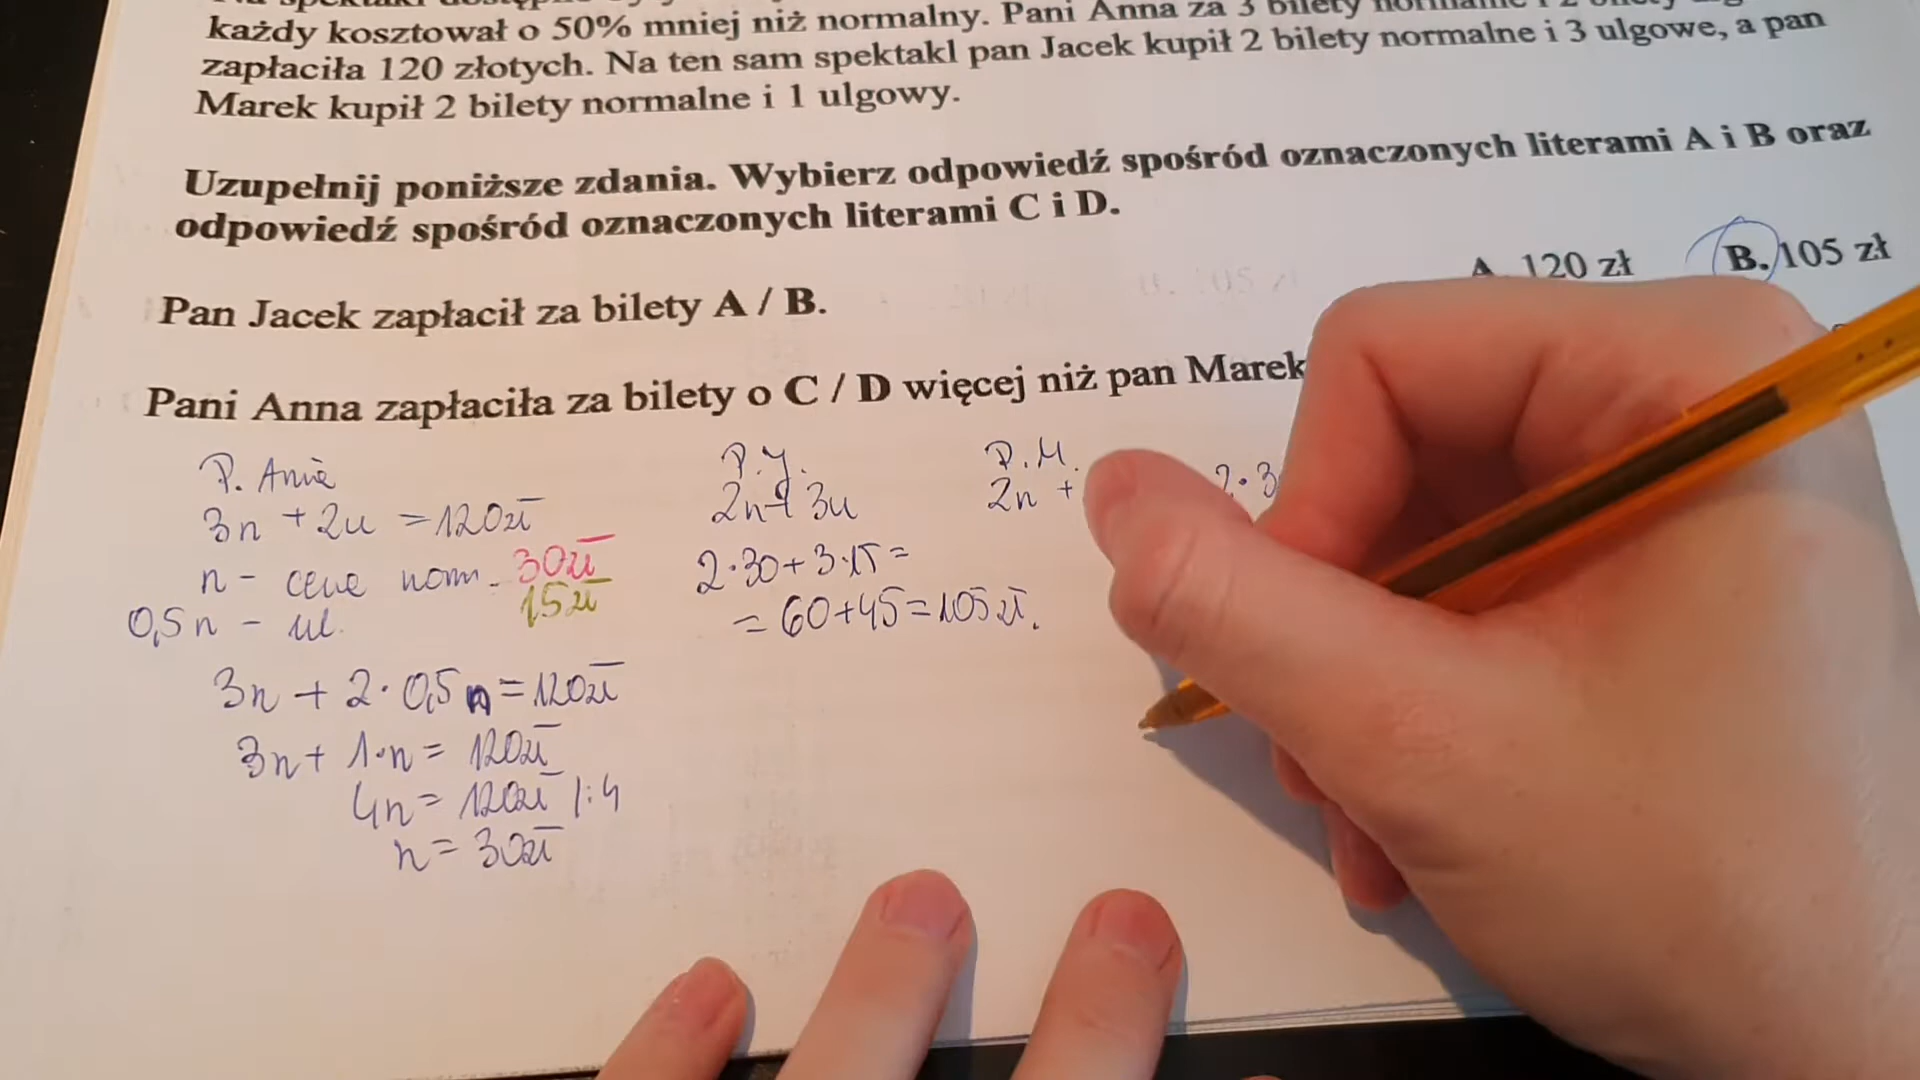 każdy kosztował o 50% mniej niż normalny. Pani Anna za 3 bilety
zapłaciła 120 złotych. Na ten sam spektakl pan Jacek kupił 2 bilety normalne i 3 ulgowe, a pan
Marek kupił 2 bilety normalne i 1 ulgowy.
Uzupełnij poniższe zdania. Wybierz odpowiedź spośród oznaczonych literami A i B oraz
odpowiedź spośród oznaczonych literami C i D.
A. 120 zł B. 105 zł
Pan Jacek zapłacił za bilety A / B.
Pani Anna zapłaciła za bilety o C / D więcej niż pan Marek
P. Ania
3n + 2u = 120zł
n - cena norm. 30zł
0,5n - ul. 15zł
3n + 2·0,5n = 120zł
3n + 1·n = 120zł
4n = 120zł /:4
n = 30zł
P. J.
2n + 3u
2·30 + 3·15 =
= 60 + 45 = 105 zł.
P. M.
2n +
2·3